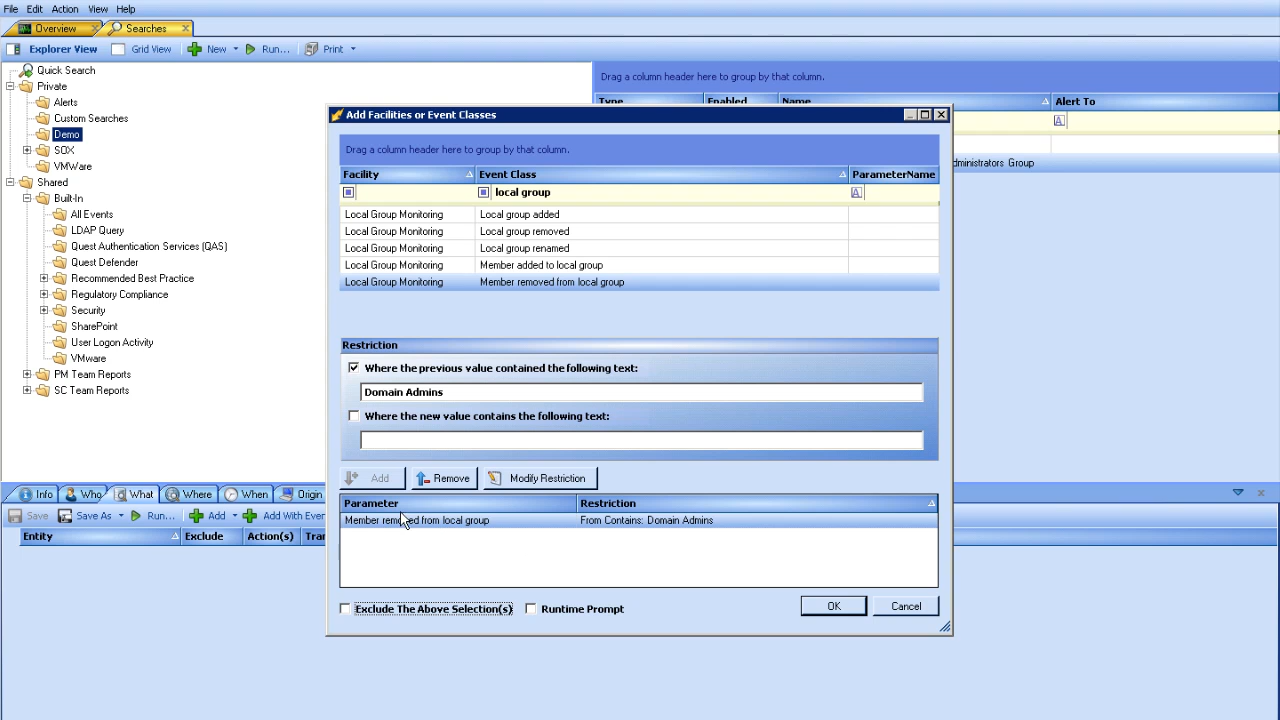 File Edit Action View Help
Overview Searches
Explorer View Grid View New Run... Print
Quick Search
Private
Alerts
Custom Searches
Demo
SOX
VMWare
Shared
Built-In
All Events
LDAP Query
Quest Authentication Services (QAS)
Quest Defender
Recommended Best Practice
Regulatory Compliance
Security
SharePoint
User Logon Activity
VMware
PM Team Reports
SC Team Reports
Drag a column header here to group by that column.
Type Enabled Name Alert To
A
dministrators Group
Add Facilities or Event Classes
Drag a column header here to group by that column.
Facility Event Class ParameterName
local group A
Local Group Monitoring Local group added
Local Group Monitoring Local group removed
Local Group Monitoring Local group renamed
Local Group Monitoring Member added to local group
Local Group Monitoring Member removed from local group
Restriction
Where the previous value contained the following text:
Domain Admins
Where the new value contains the following text:
Add Remove Modify Restriction
Parameter Restriction
Member removed from local group From Contains: Domain Admins
Exclude The Above Selection(s) Runtime Prompt OK Cancel
Info Who What Where When Origin
Save Save As Run... Add Add With Even
Entity Exclude Action(s) Tran